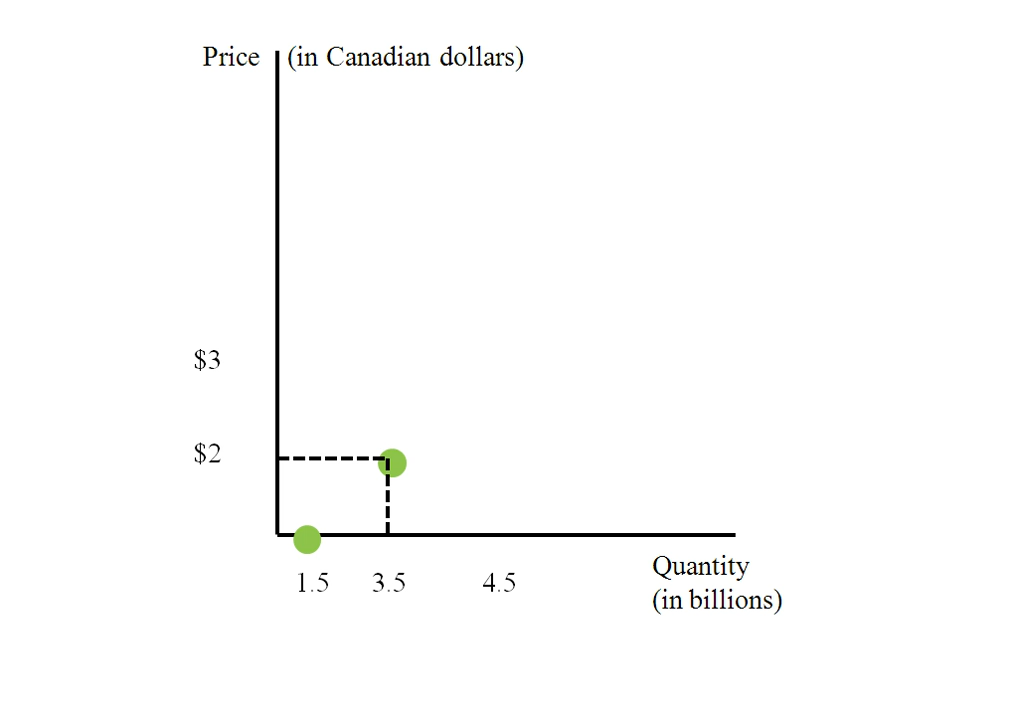 Price (in Canadian dollars)
$3
$2
1.5 3.5 4.5
Quantity
(in billions)